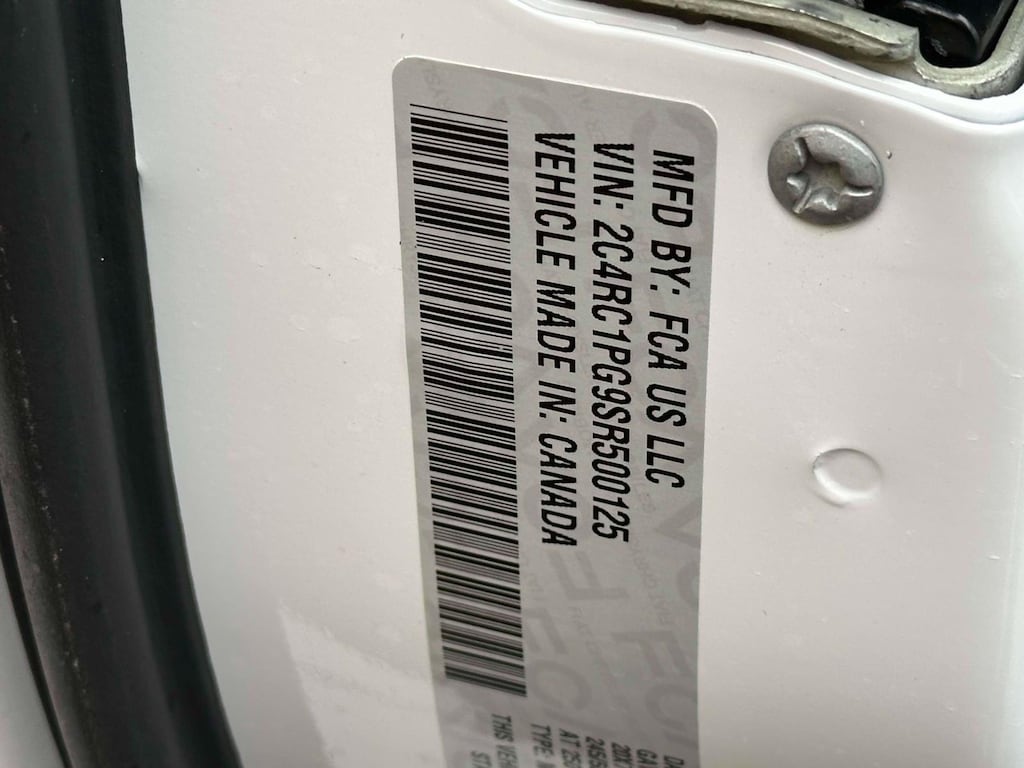 MFD BY: FCA US LLC
VIN: 2C4RC1PG9SR500125
VEHICLE MADE IN: CANADA